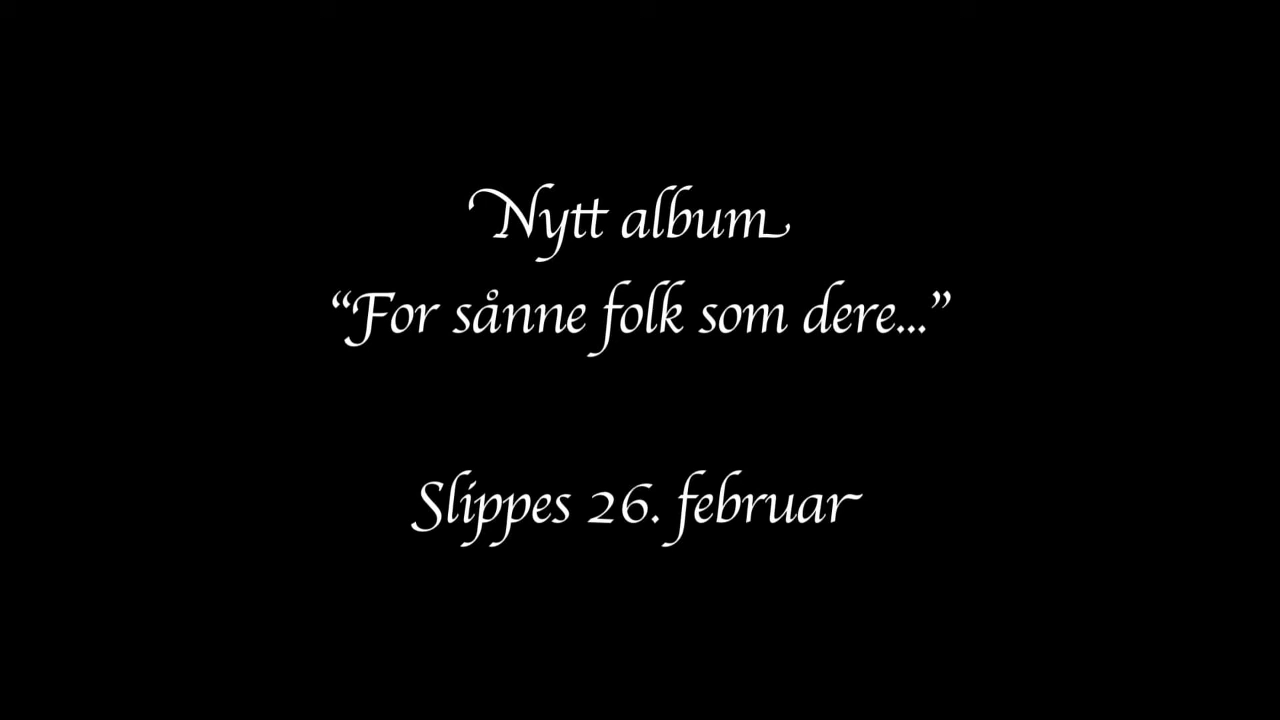 Nytt album
“For sånne folk som dere...”
Slippes 26. februar